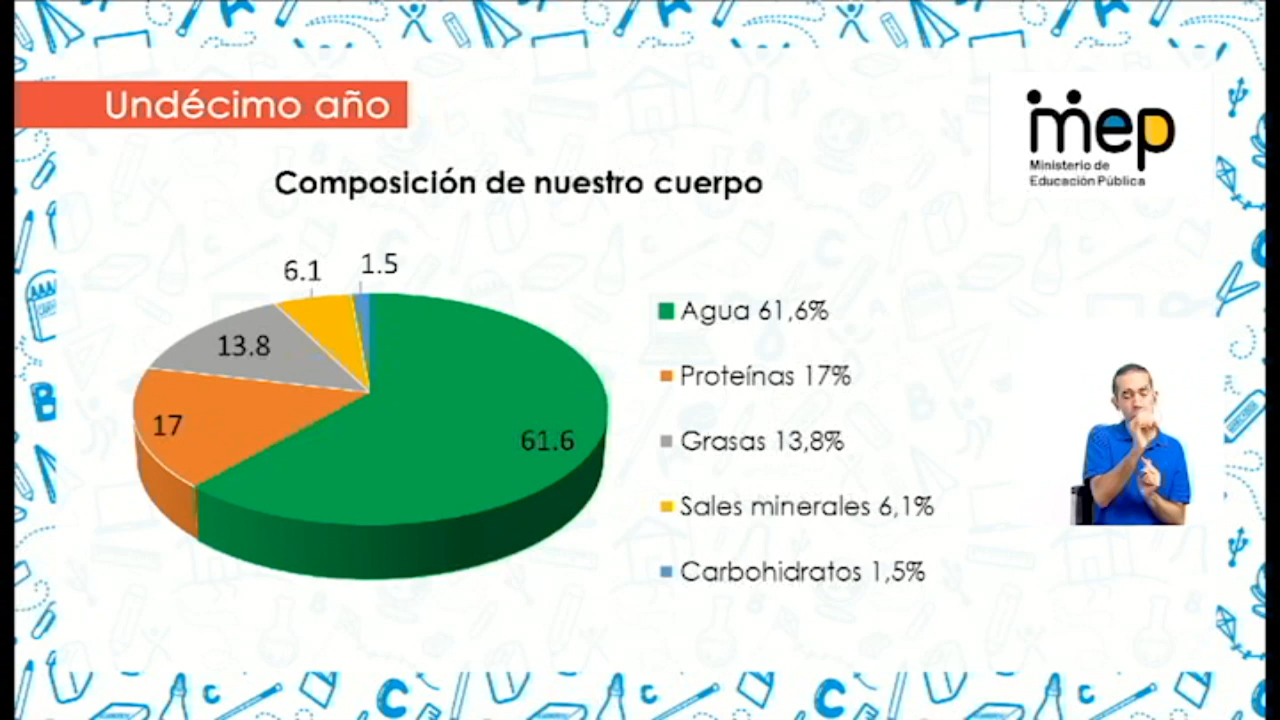 Undécimo año
mep
Ministerio de
Educación Pública
Composición de nuestro cuerpo
6.1
1.5
13.8
17
61.6
Agua 61,6%
Proteínas 17%
Grasas 13,8%
Sales minerales 6,1%
Carbohidratos 1,5%